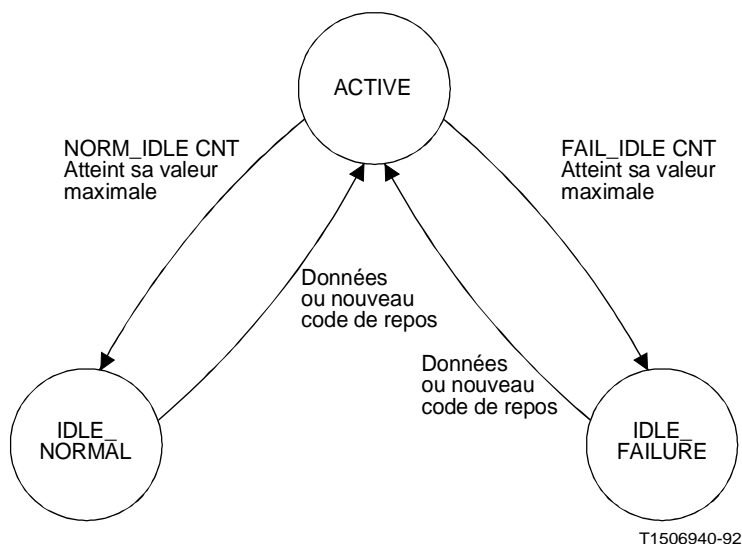 ACTIVE
NORM_IDLE CNT
Atteint sa valeur
maximale
FAIL_IDLE CNT
Atteint sa valeur
maximale
Données
ou nouveau
code de repos
Données
ou nouveau
code de repos
IDLE_
NORMAL
IDLE_
FAILURE
T1506940-92